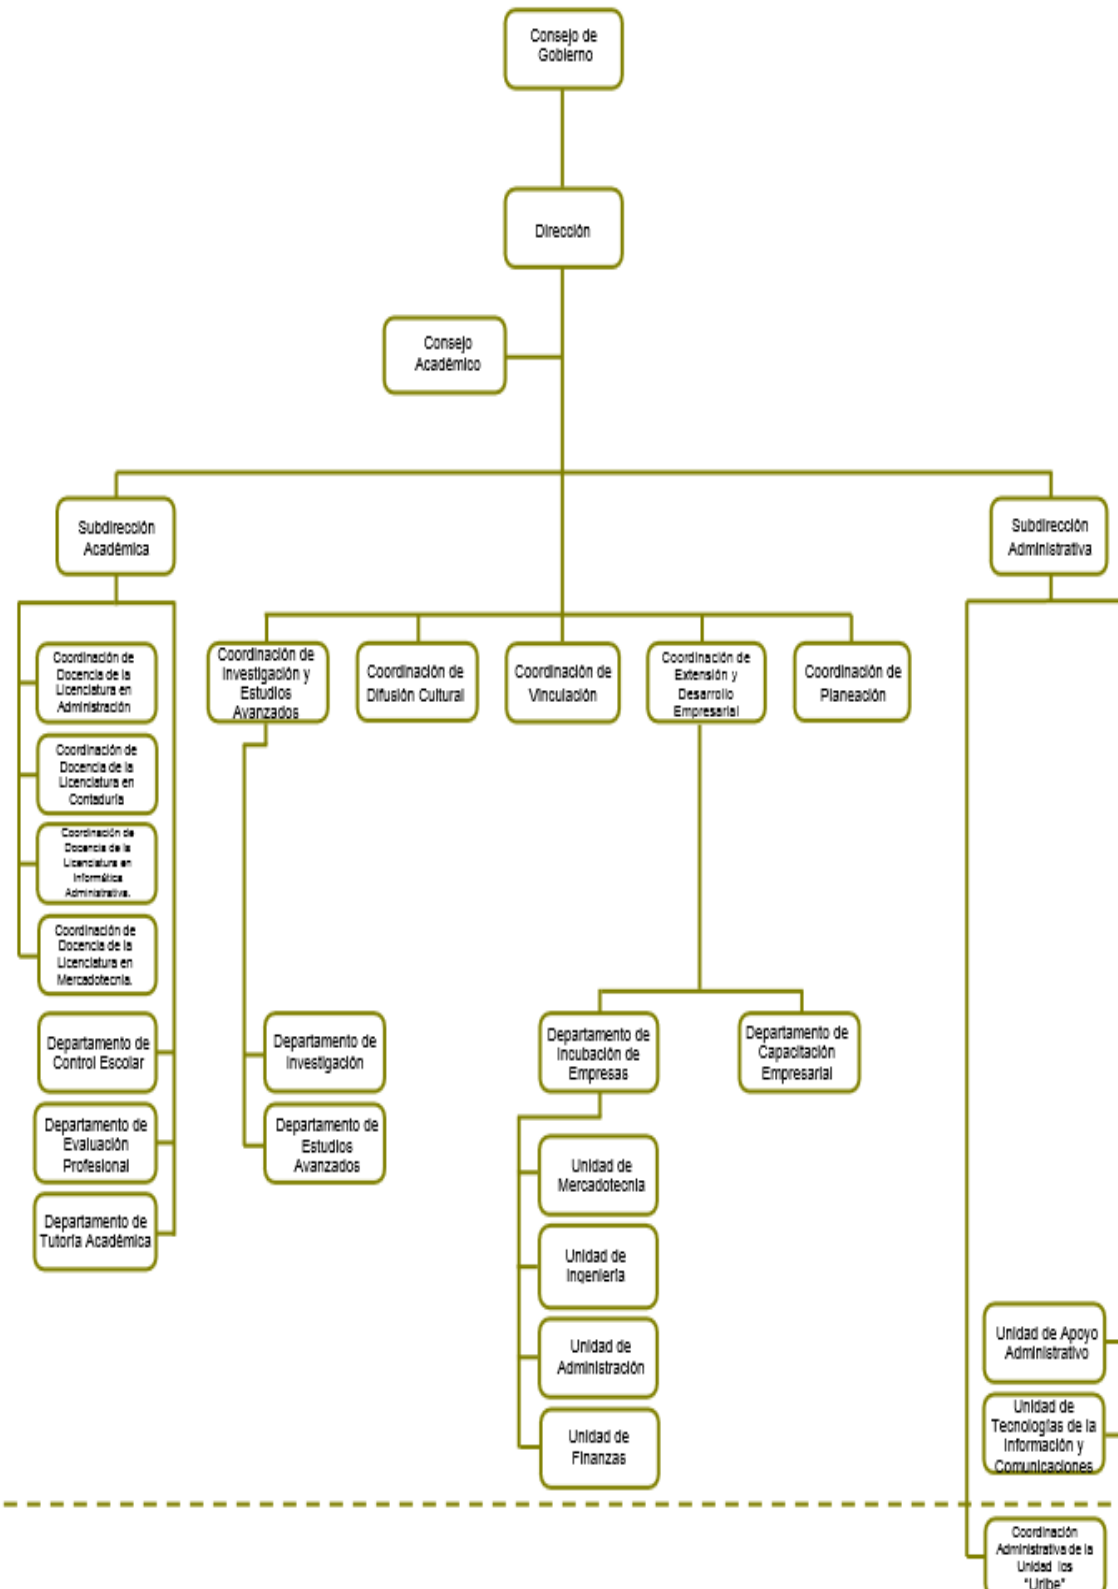 Consejo de
Gobierno
Dirección
Consejo
Académico
Subdirección
Académica
Subdirección
Administrativa
Coordinación de
Docencia de la
Licenciatura en
Administración
Coordinación de
Docencia de la
Licenciatura en
Contaduría
Coordinación de
Docencia de la
Licenciatura en
Informática
Administrativa.
Coordinación de
Docencia de la
Licenciatura en
Mercadotecnia.
Departamento de
Control Escolar
Departamento de
Evaluación
Profesional
Departamento de
Tutoría Académica
Coordinación de
Investigación y
Estudios
Avanzados
Coordinación de
Difusión Cultural
Coordinación de
Vinculación
Coordinación de
Extensión y
Desarrollo
Empresarial
Coordinación de
Planeación
Departamento de
Investigación
Departamento de
Estudios
Avanzados
Departamento de
Incubación de
Empresas
Departamento de
Capacitación
Empresarial
Unidad de
Mercadotecnia
Unidad de
Ingeniería
Unidad de
Administración
Unidad de
Finanzas
Unidad de Apoyo
Administrativo
Unidad de
Tecnologías de la
Información y
Comunicaciones
Coordinación
Administrativa de la
Unidad los
"Uribe"